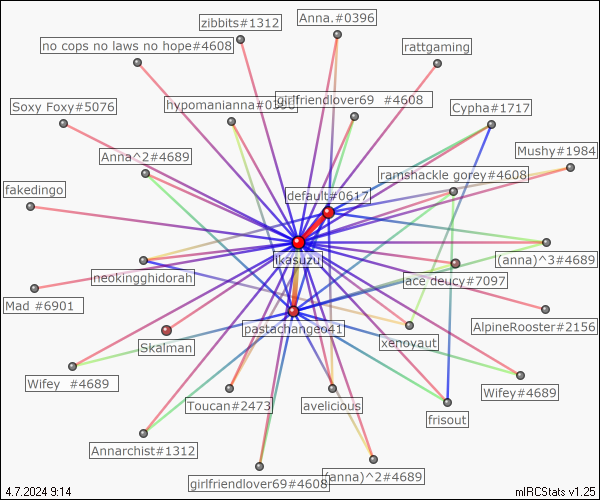 zibbits#1312
Anna.#0396
no cops no laws no hope#4608
rattgaming
Soxy Foxy#5076
hypomanianna#0396
girlfriendlover69 #4608
Cypha#1717
Anna^2#4689
Mushy#1984
ramshackle gorey#4608
fakedingo
default#0617
ikasuzu
(anna)^3#4689
neokingghidorah
ace deucy#7097
Mad #6901
pastachangeo41
AlpineRooster#2156
Skaiman
xenoyaut
Wifey #4689
Wifey#4689
Toucan#2473
avelicious
frisout
Annarchist#1312
girlfriendlover69#4608
(anna)^2#4689
4.7.2024 9:14
mIRCStats v1.25